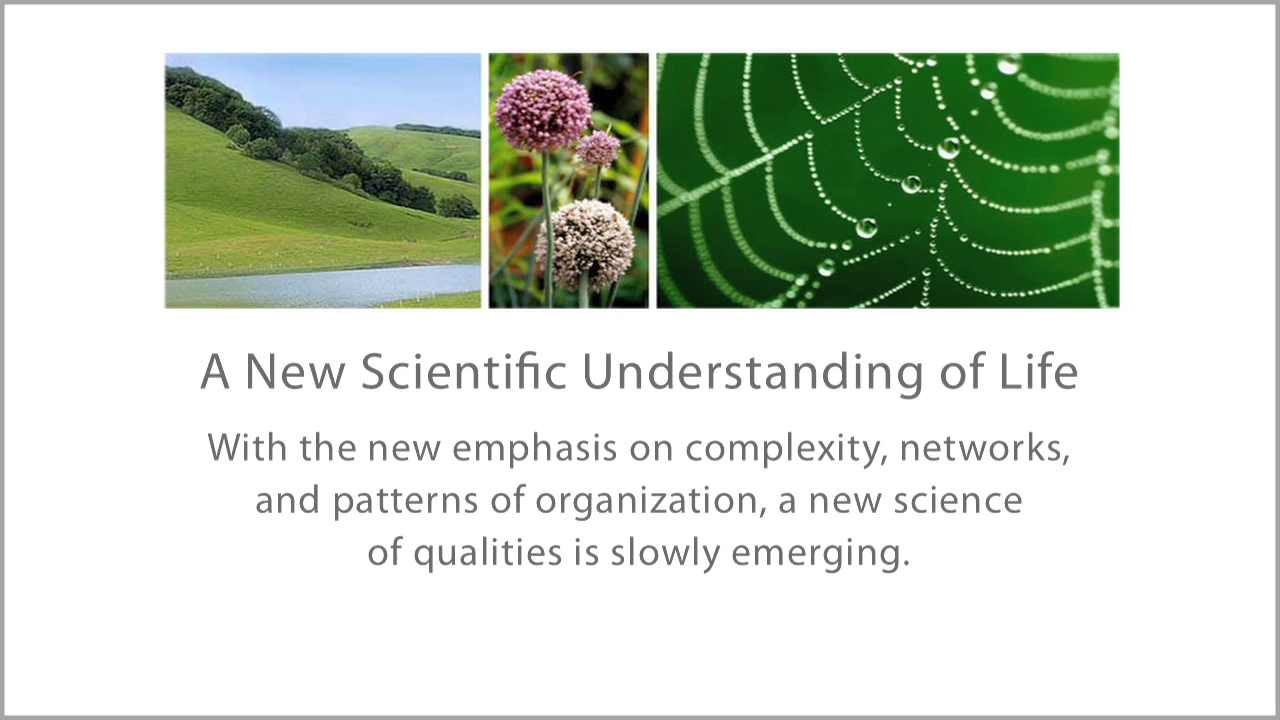 A New Scientific Understanding of Life
With the new emphasis on complexity, networks,
and patterns of organization, a new science
of qualities is slowly emerging.